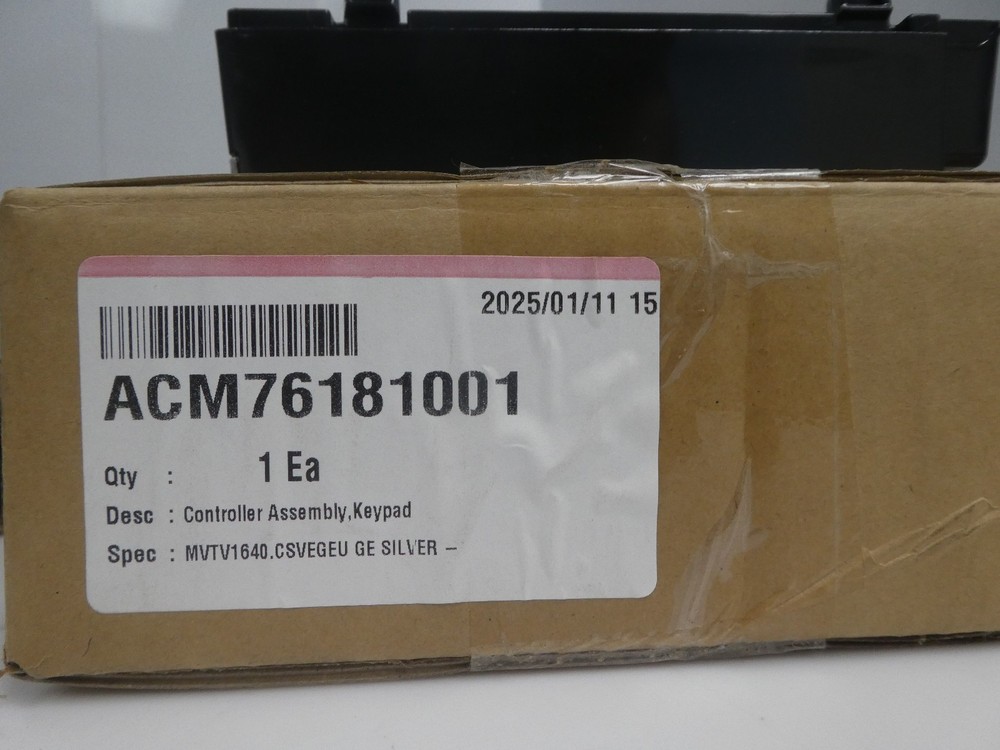 2025/01/11 15
ACM76181001
Qty : 1 Ea
Desc : Controller Assembly,Keypad
Spec : MVTV1640.CSVEGEU GE SILVER –